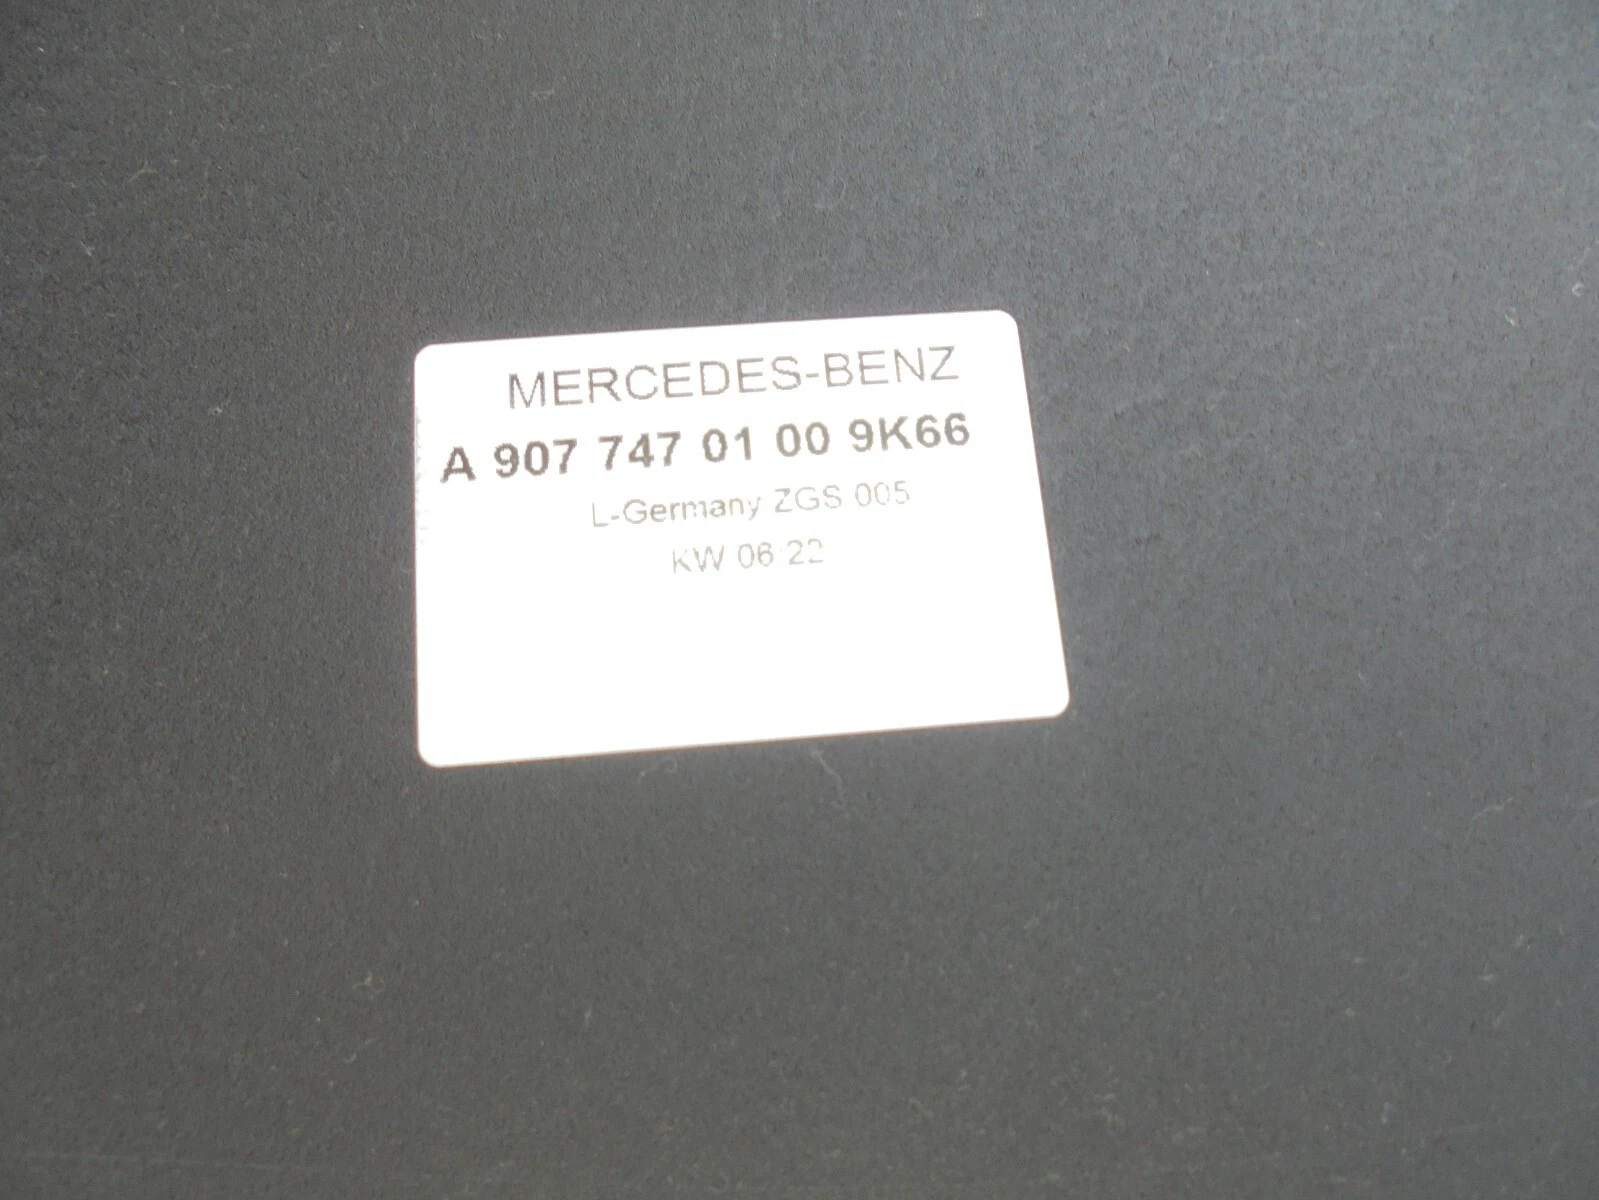 MERCEDES-BENZ
A 907 747 01 00 9K66
L-Germany ZGS 005
KW 06 22